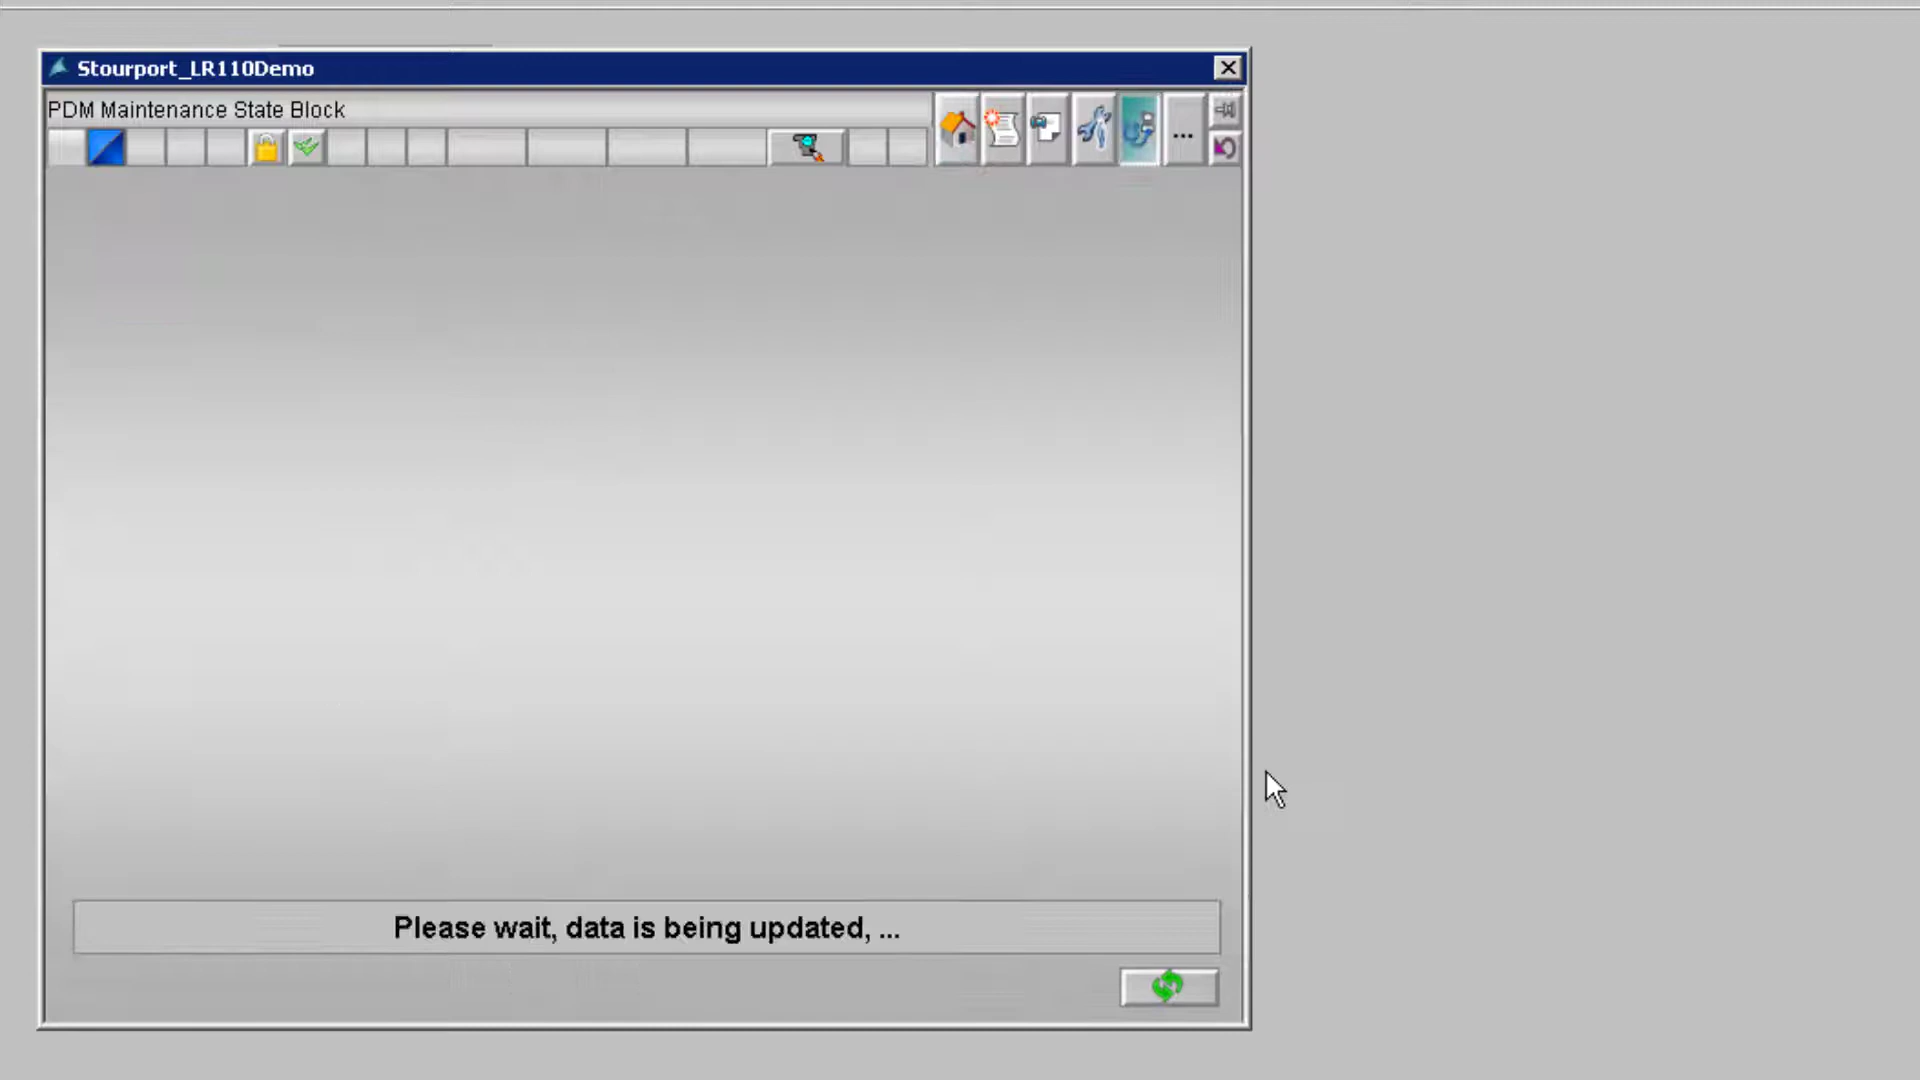 Stourport_LR110Demo
PDM Maintenance State Block
...
Please wait, data is being updated, ...